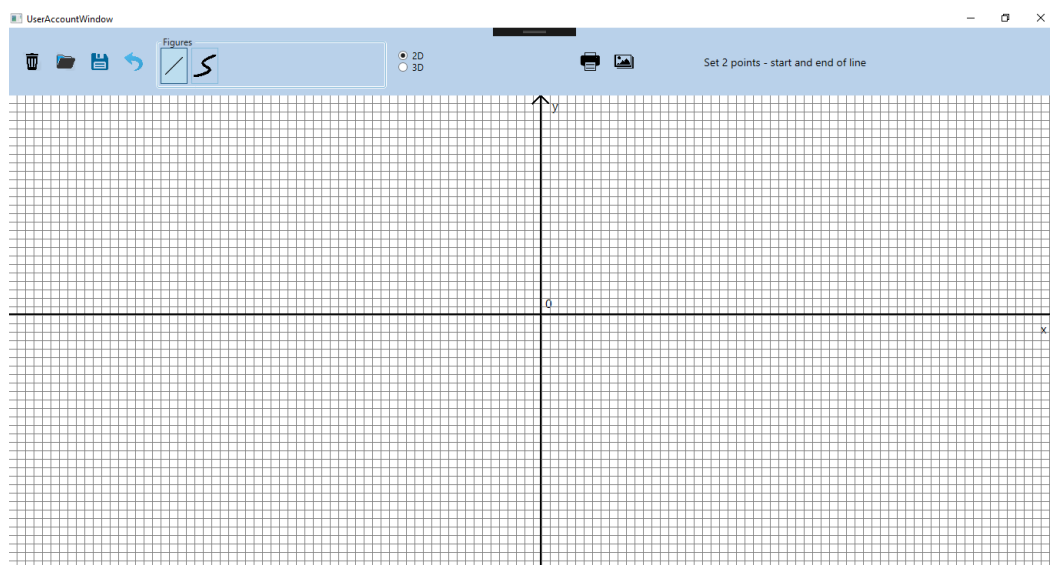 UserAccountWindow
Figures
2D
3D
Set 2 points - start and end of line
y
0
x